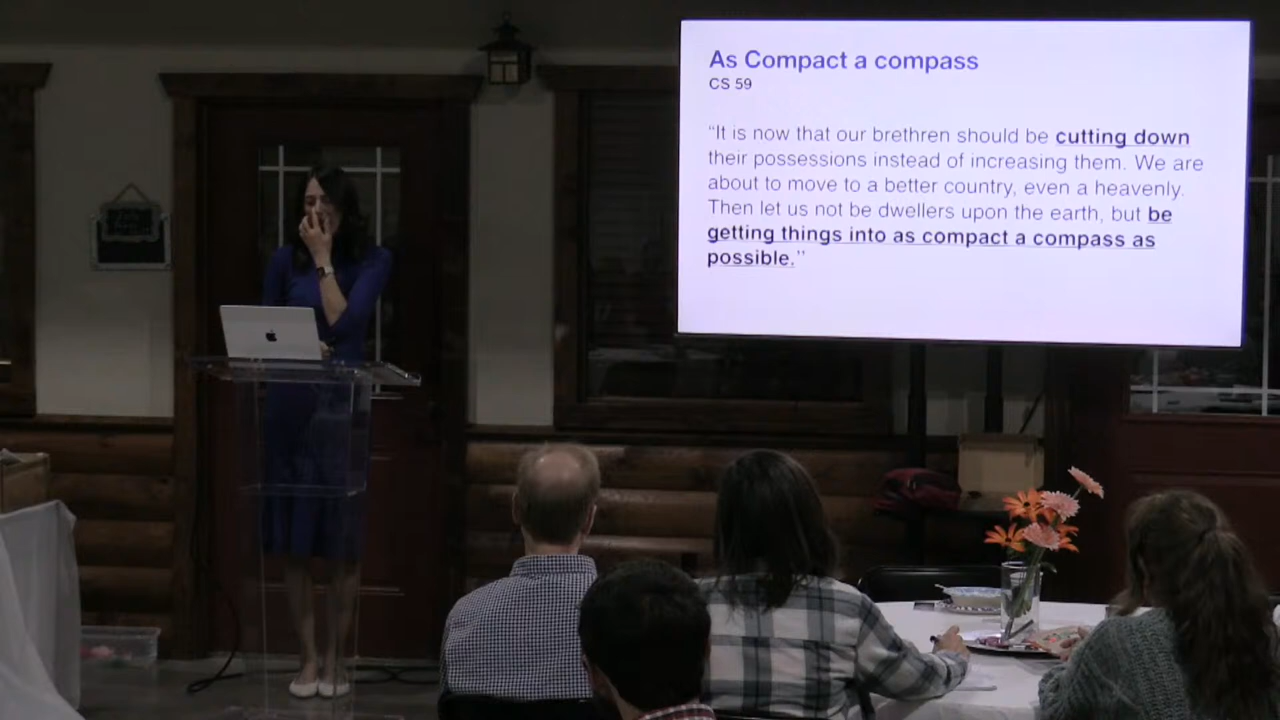 As Compact a compass
CS 59
“It is now that our brethren should be cutting down
their possessions instead of increasing them. We are
about to move to a better country, even a heavenly.
Then let us not be dwellers upon the earth, but be
getting things into as compact a compass as
possible.”